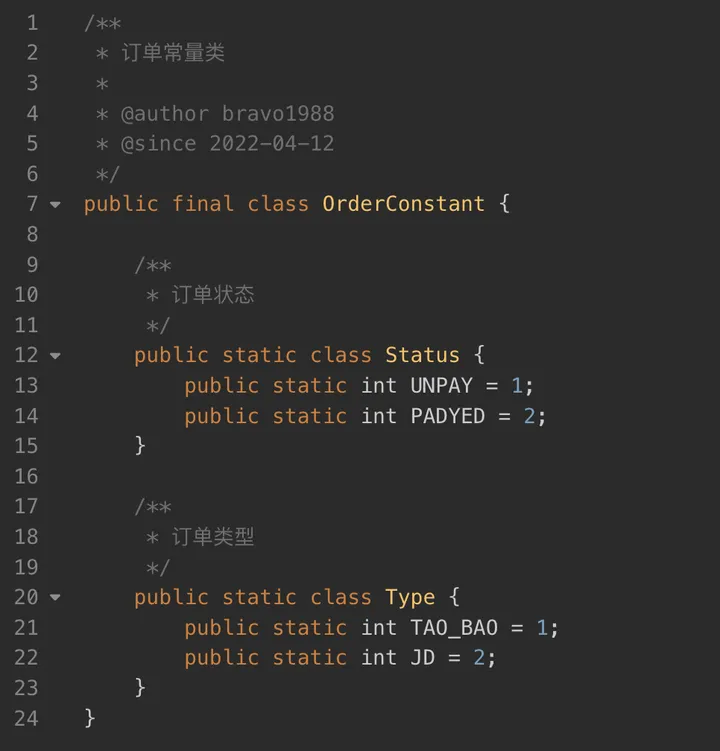 1 /**
2  * 订单常量类
3  *
4  * @author bravo1988
5  * @since 2022-04-12
6  */
7 public final class OrderConstant {
8
9     /**
10      * 订单状态
11      */
12     public static class Status {
13         public static int UNPAY = 1;
14         public static int PADYED = 2;
15     }
16
17     /**
18      * 订单类型
19      */
20     public static class Type {
21         public static int TAO_BAO = 1;
22         public static int JD = 2;
23     }
24 }